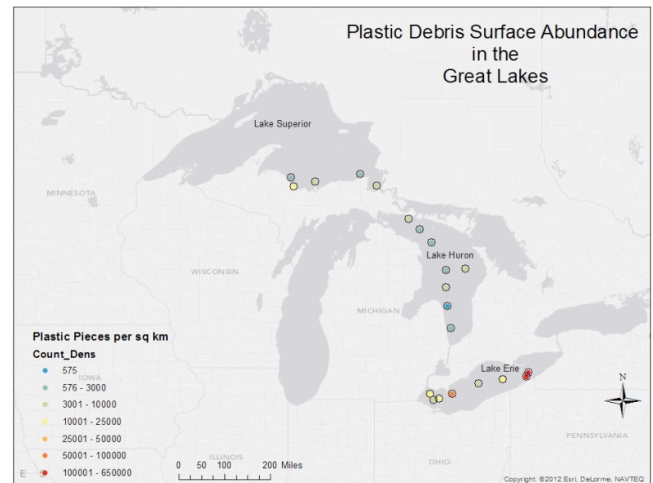 Plastic Debris Surface Abundance
in the
Great Lakes
Lake Superior
MINNESOTA
WISCONSIN
Lake Huron
MICHIGAN
Plastic Pieces per sq km
Count_Dens
575
IOWA
576 - 3000
3001 - 10000
10001 - 25000
25001 - 50000
50001 - 100000
100001 - 650000
Lake Erie
N
PENNSYLVANIA
ILLINOIS
OHIO
0 50 100 200 Miles
Copyright: ©2012 Esri, DeLorme, NAVTEQ